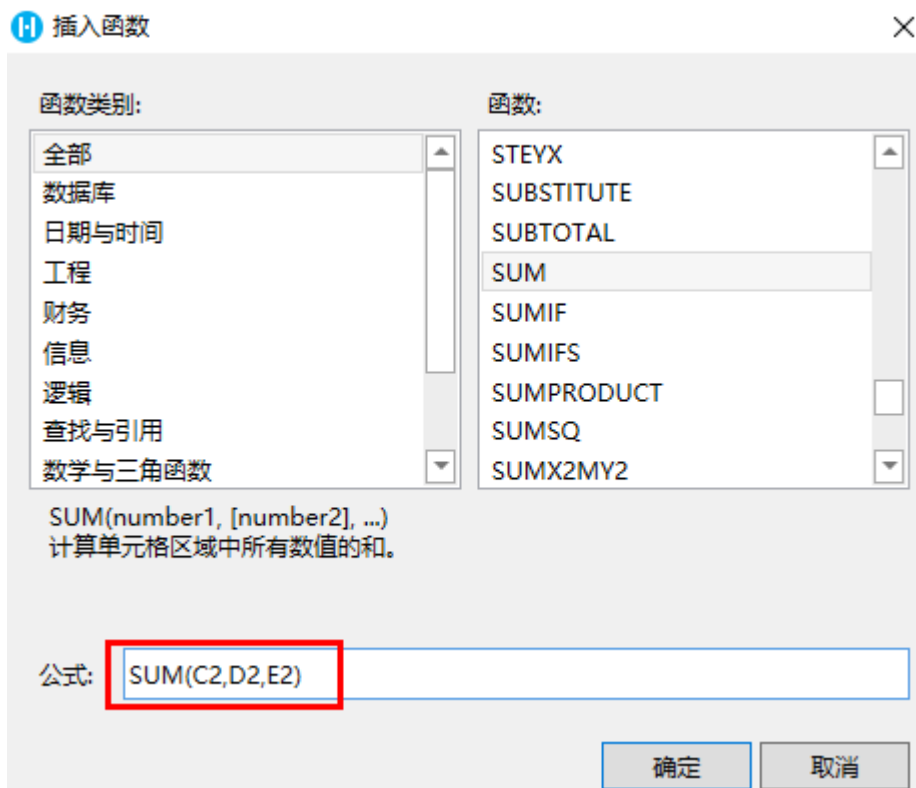 插入函数
函数类别:
全部
数据库
日期与时间
工程
财务
信息
逻辑
查找与引用
数学与三角函数
函数:
STEYX
SUBSTITUTE
SUBTOTAL
SUM
SUMIF
SUMIFS
SUMPRODUCT
SUMSQ
SUMX2MY2
SUM(number1, [number2], ...)
计算单元格区域中所有数值的和。
公式: SUM(C2,D2,E2)
确定 取消